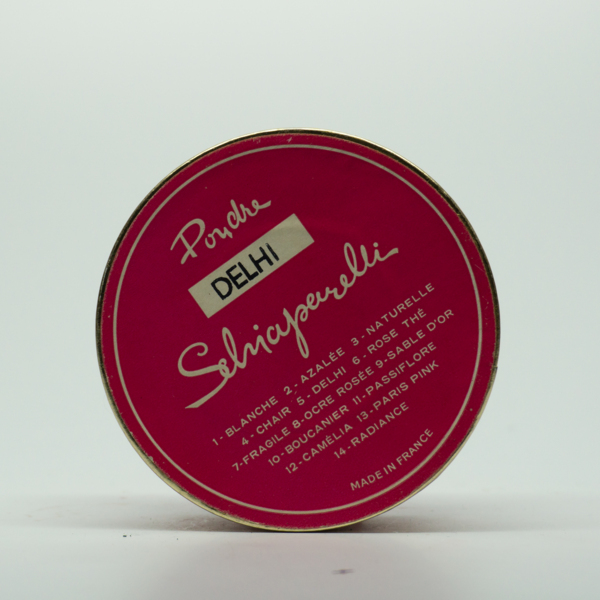 Poudre
DELHI
Schiaparelli
1-BLANCHE 2-AZALÉE 3-NATURELLE
4-CHAIR 5-DELHI 6-ROSE THÉ
7-FRAGILE 8-OCRE ROSÉE 9-SABLE D'OR
10-BOUCANIER 11-PASSIFLORE
12-CAMÉLIA 13-PARIS PINK
14-RADIANCE
MADE IN FRANCE